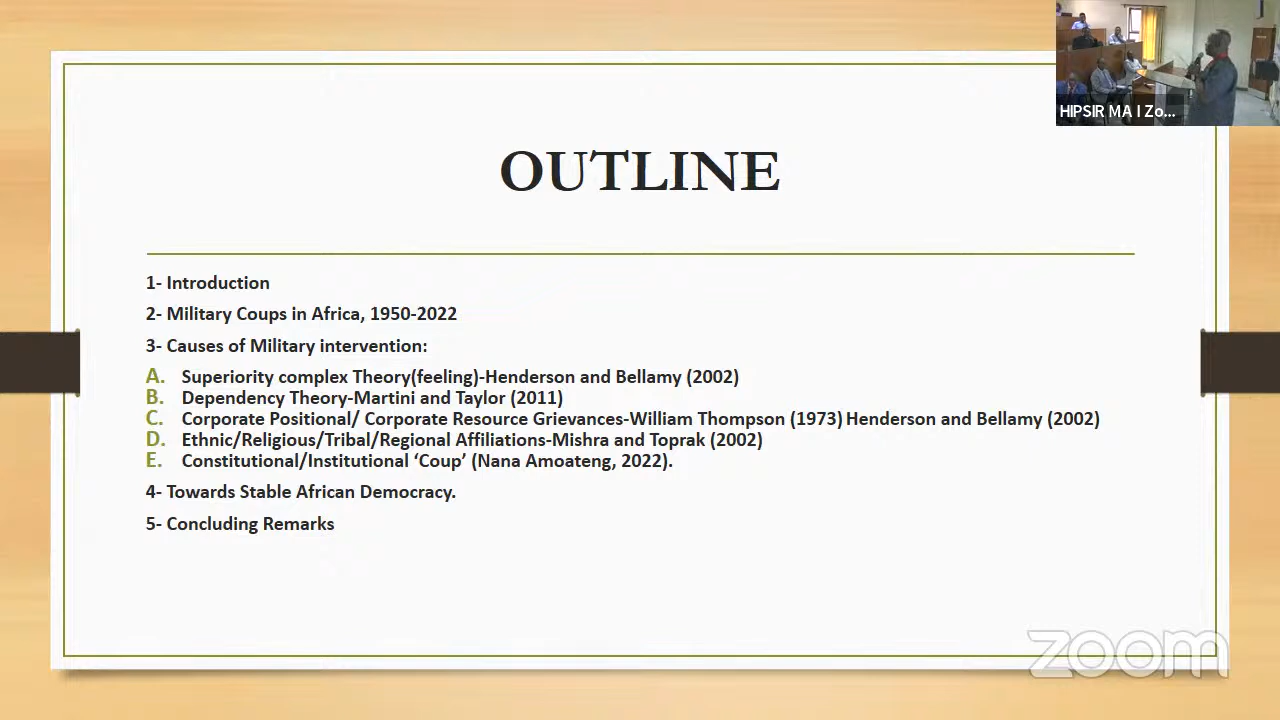 HIPSIR MA I Zo...
OUTLINE
1- Introduction
2- Military Coups in Africa, 1950-2022
3- Causes of Military intervention:
A. Superiority complex Theory(feeling)-Henderson and Bellamy (2002)
B. Dependency Theory-Martini and Taylor (2011)
C. Corporate Positional/ Corporate Resource Grievances-William Thompson (1973) Henderson and Bellamy (2002)
D. Ethnic/Religious/Tribal/Regional Affiliations-Mishra and Toprak (2002)
E. Constitutional/Institutional ‘Coup’ (Nana Amoateng, 2022).
4- Towards Stable African Democracy.
5- Concluding Remarks
zoom